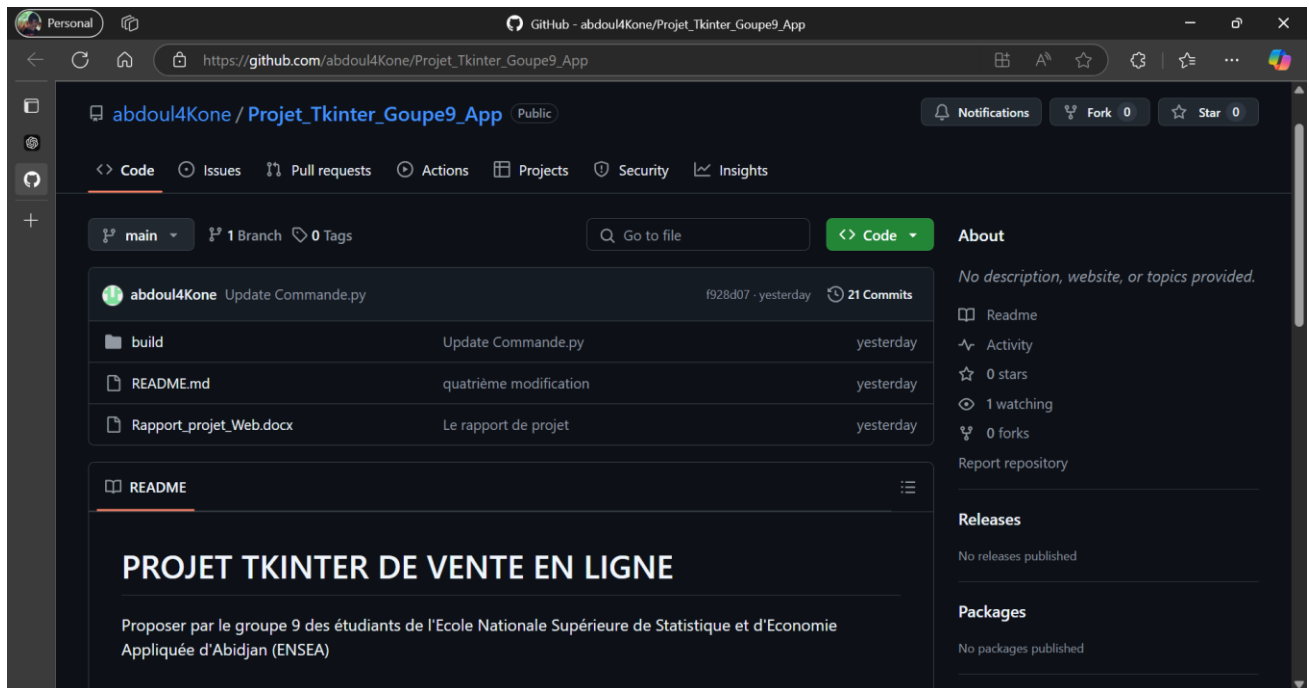 Personal
GitHub - abdoul4Kone/Projet_Tkinter_Goupe9_App
https://github.com/abdoul4Kone/Projet_Tkinter_Goupe9_App
abdoul4Kone / Projet_Tkinter_Goupe9_App Public
Notifications Fork 0 Star 0
Code Issues Pull requests Actions Projects Security Insights
main 1 Branch 0 Tags Go to file Code
abdoul4Kone Update Commande.py f928d07 · yesterday 21 Commits
build Update Commande.py yesterday
README.md quatrième modification yesterday
Rapport_projet_Web.docx Le rapport de projet yesterday
README
PROJET TKINTER DE VENTE EN LIGNE
Proposer par le groupe 9 des étudiants de l'Ecole Nationale Supérieure de Statistique et d'Economie
Appliquée d'Abidjan (ENSEA)
About
No description, website, or topics provided.
Readme
Activity
0 stars
1 watching
0 forks
Report repository
Releases
No releases published
Packages
No packages published